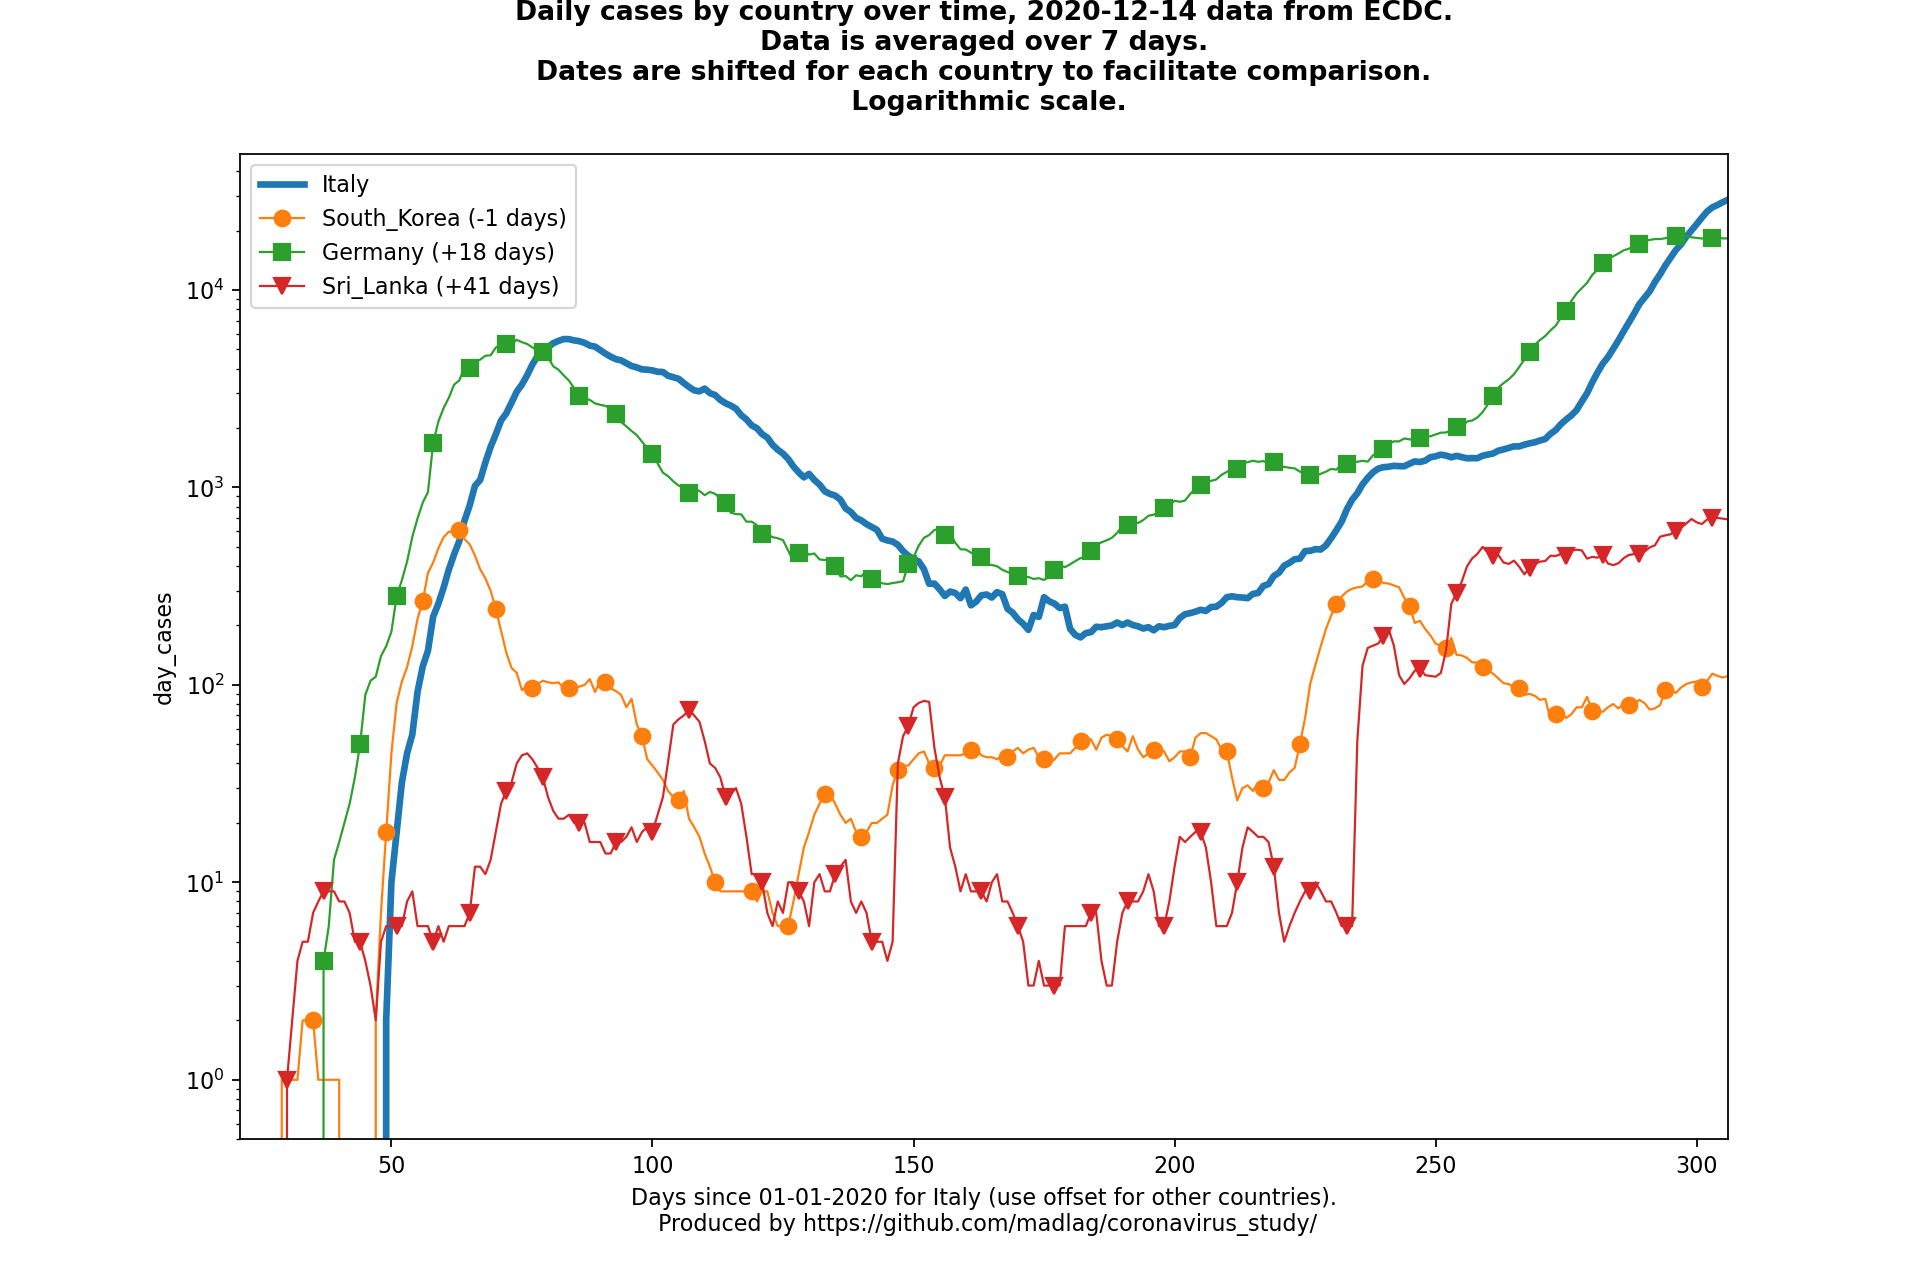 Daily cases by country over time, 2020-12-14 data from ECDC.
Data is averaged over 7 days.
Dates are shifted for each country to facilitate comparison.
Logarithmic scale.
Italy
South_Korea (-1 days)
Germany (+18 days)
Sri_Lanka (+41 days)
10⁴
10³
10²
10¹
10⁰
day_cases
50 100 150 200 250 300
Days since 01-01-2020 for Italy (use offset for other countries).
Produced by https://github.com/madlag/coronavirus_study/